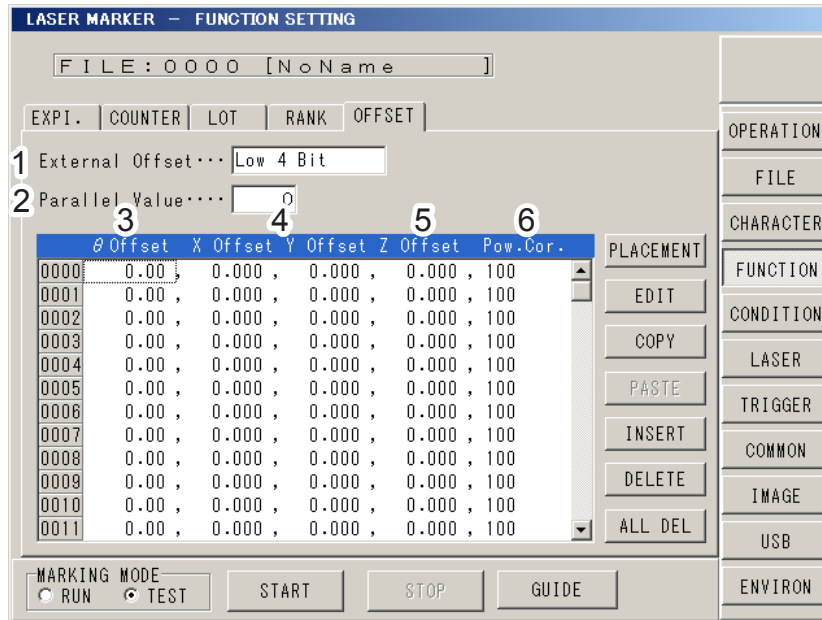 LASER MARKER － FUNCTION SETTING
FILE:0000 [NoName        ]
EXPI. COUNTER LOT RANK OFFSET
1 External Offset･･･ Low 4 Bit
2 Parallel Value････ 0
3 4 5 6
θ Offset X Offset Y Offset Z Offset Pow.Cor.
0000 0.00 , 0.000 , 0.000 , 0.000 , 100
0001 0.00 , 0.000 , 0.000 , 0.000 , 100
0002 0.00 , 0.000 , 0.000 , 0.000 , 100
0003 0.00 , 0.000 , 0.000 , 0.000 , 100
0004 0.00 , 0.000 , 0.000 , 0.000 , 100
0005 0.00 , 0.000 , 0.000 , 0.000 , 100
0006 0.00 , 0.000 , 0.000 , 0.000 , 100
0007 0.00 , 0.000 , 0.000 , 0.000 , 100
0008 0.00 , 0.000 , 0.000 , 0.000 , 100
0009 0.00 , 0.000 , 0.000 , 0.000 , 100
0010 0.00 , 0.000 , 0.000 , 0.000 , 100
0011 0.00 , 0.000 , 0.000 , 0.000 , 100
PLACEMENT
EDIT
COPY
PASTE
INSERT
DELETE
ALL DEL
MARKING MODE
RUN TEST
START
STOP
GUIDE
OPERATION
FILE
CHARACTER
FUNCTION
CONDITION
LASER
TRIGGER
COMMON
IMAGE
USB
ENVIRON